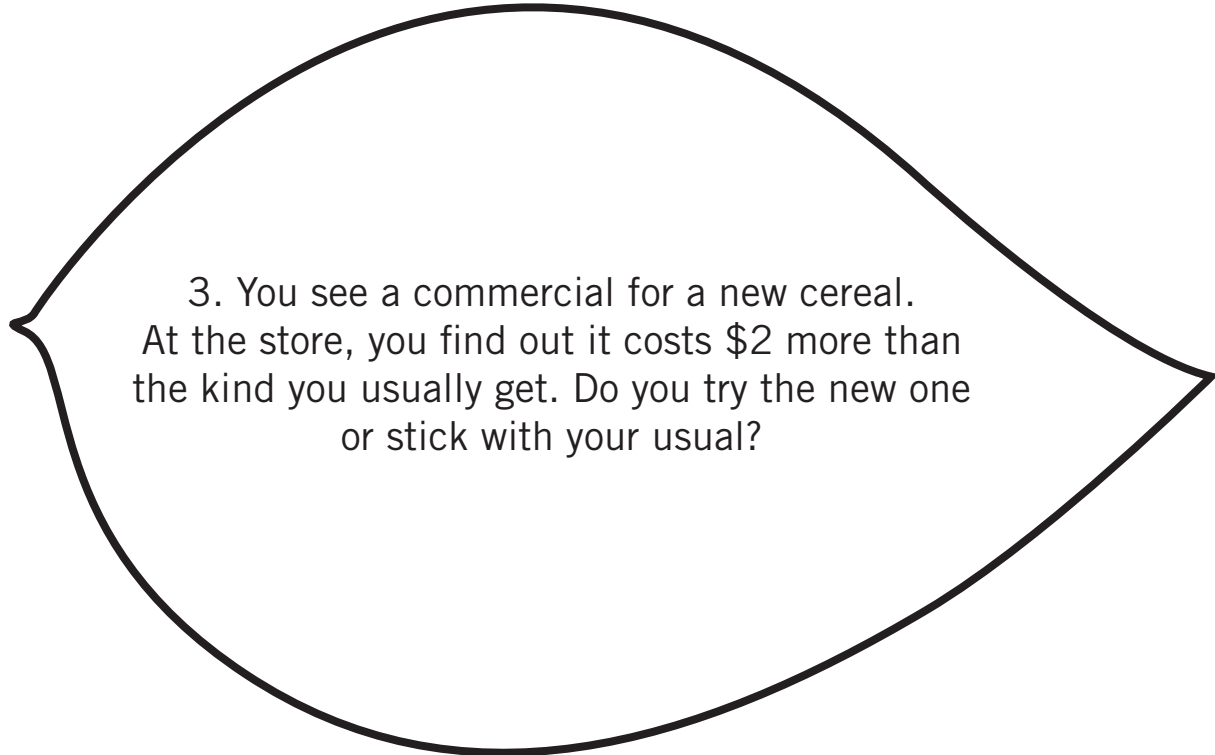 3. You see a commercial for a new cereal.
At the store, you find out it costs $2 more than
the kind you usually get. Do you try the new one
or stick with your usual?